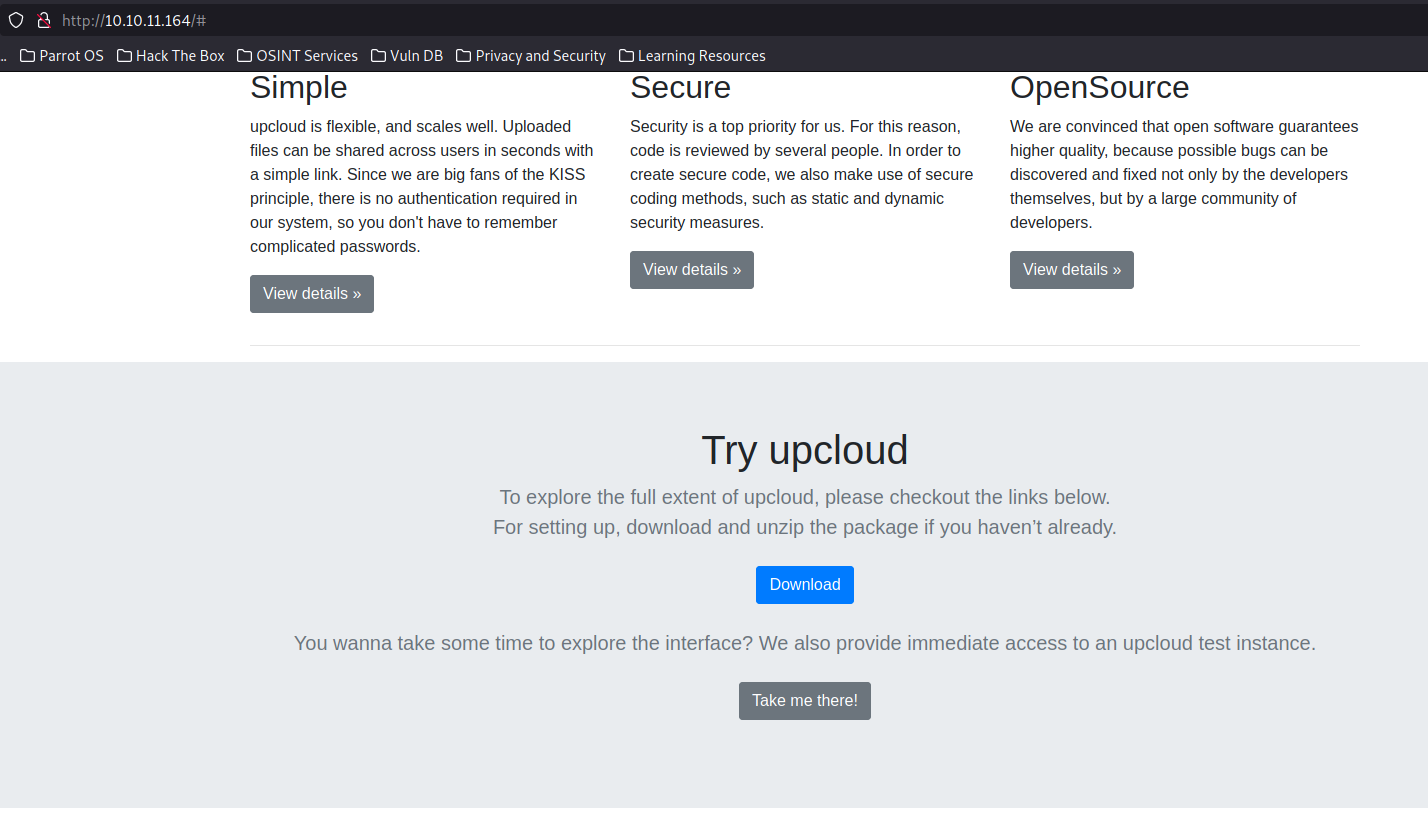 http://10.10.11.164/#
.. Parrot OS Hack The Box OSINT Services Vuln DB Privacy and Security Learning Resources
Simple
upcloud is flexible, and scales well. Uploaded
files can be shared across users in seconds with
a simple link. Since we are big fans of the KISS
principle, there is no authentication required in
our system, so you don't have to remember
complicated passwords.
View details »
Secure
Security is a top priority for us. For this reason,
code is reviewed by several people. In order to
create secure code, we also make use of secure
coding methods, such as static and dynamic
security measures.
View details »
OpenSource
We are convinced that open software guarantees
higher quality, because possible bugs can be
discovered and fixed not only by the developers
themselves, but by a large community of
developers.
View details »
Try upcloud
To explore the full extent of upcloud, please checkout the links below.
For setting up, download and unzip the package if you haven’t already.
Download
You wanna take some time to explore the interface? We also provide immediate access to an upcloud test instance.
Take me there!